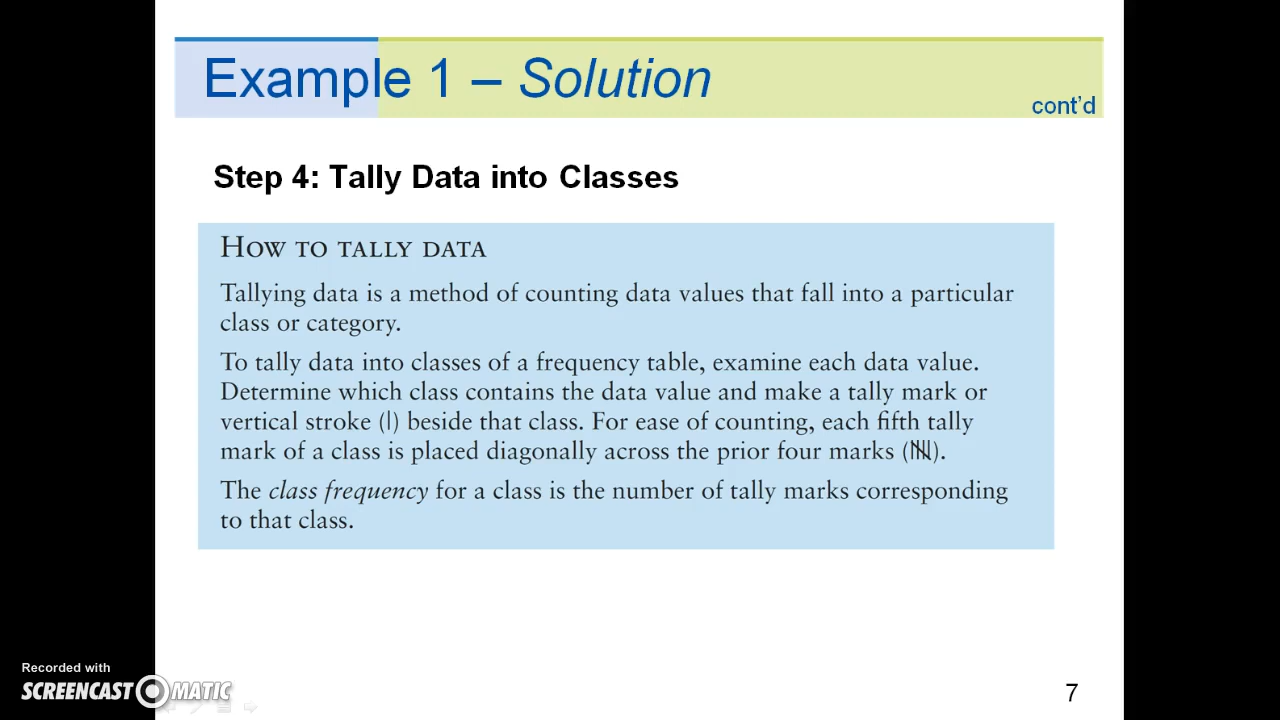 Example 1 – Solution
cont'd
Step 4: Tally Data into Classes
How to tally data
Tallying data is a method of counting data values that fall into a particular
class or category.
To tally data into classes of a frequency table, examine each data value.
Determine which class contains the data value and make a tally mark or
vertical stroke (|) beside that class. For ease of counting, each fifth tally
mark of a class is placed diagonally across the prior four marks (𝍸).
The class frequency for a class is the number of tally marks corresponding
to that class.
Recorded with
SCREENCAST MATIC
7